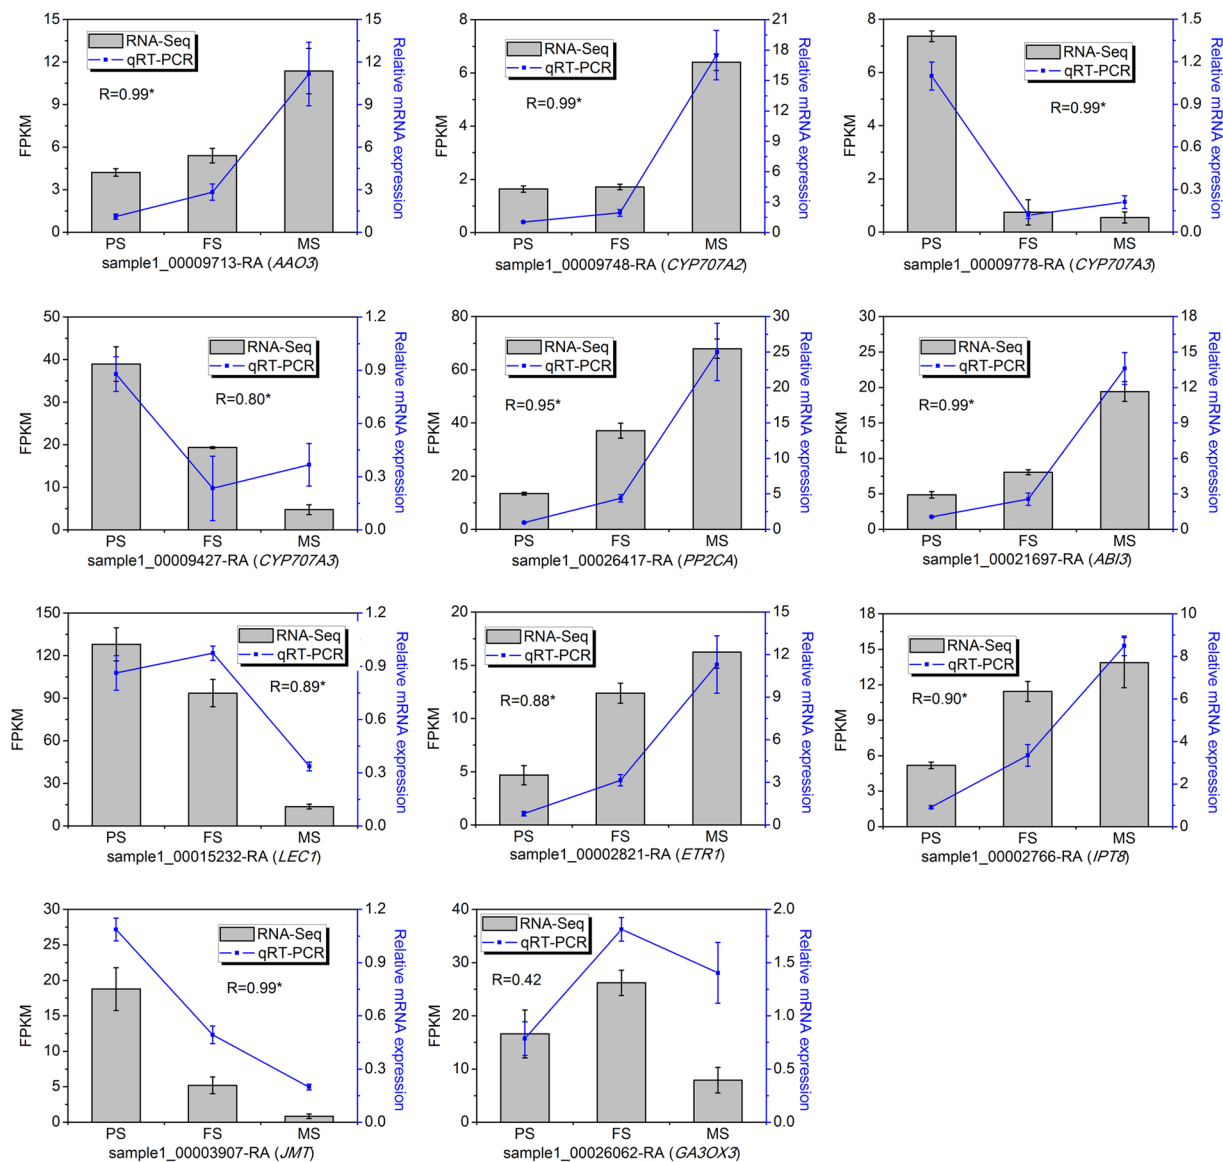 15
12
9
6
3
0
FPKM
RNA-Seq
qRT-PCR
R=0.99*
15
12
9
6
3
0
Relative mRNA expression
PS FS MS
sample1_00009713-RA (AAO3)
8
6
4
2
0
FPKM
RNA-Seq
qRT-PCR
R=0.99*
21
18
15
12
9
6
3
0
Relative mRNA expression
PS FS MS
sample1_00009748-RA (CYP707A2)
8
6
4
2
0
FPKM
RNA-Seq
qRT-PCR
R=0.99*
1.5
1.2
0.9
0.6
0.3
0.0
Relative mRNA expression
PS FS MS
sample1_00009778-RA (CYP707A3)
50
40
30
20
10
0
FPKM
RNA-Seq
qRT-PCR
R=0.80*
1.2
0.9
0.6
0.3
0.0
Relative mRNA expression
PS FS MS
sample1_00009427-RA (CYP707A3)
80
60
40
20
0
FPKM
RNA-Seq
qRT-PCR
R=0.95*
30
25
20
15
10
5
0
Relative mRNA expression
PS FS MS
sample1_00026417-RA (PP2CA)
30
25
20
15
10
5
0
FPKM
RNA-Seq
qRT-PCR
R=0.99*
18
15
12
9
6
3
0
Relative mRNA expression
PS FS MS
sample1_00021697-RA (ABI3)
150
120
90
60
30
0
FPKM
RNA-Seq
qRT-PCR
R=0.89*
1.2
0.9
0.6
0.3
0.0
Relative mRNA expression
PS FS MS
sample1_00015232-RA (LEC1)
20
15
10
5
0
FPKM
RNA-Seq
qRT-PCR
R=0.88*
15
12
9
6
3
0
Relative mRNA expression
PS FS MS
sample1_00002821-RA (ETR1)
18
15
12
9
6
3
0
FPKM
RNA-Seq
qRT-PCR
R=0.90*
10
8
6
4
2
0
Relative mRNA expression
PS FS MS
sample1_00002766-RA (IPT8)
30
25
20
15
10
5
0
FPKM
RNA-Seq
qRT-PCR
R=0.99*
1.2
0.9
0.6
0.3
0.0
Relative mRNA expression
PS FS MS
sample1_00003907-RA (JMT)
40
30
20
10
0
FPKM
RNA-Seq
qRT-PCR
R=0.42
2.0
1.5
1.0
0.5
0.0
Relative mRNA expression
PS FS MS
sample1_00026062-RA (GA3OX3)